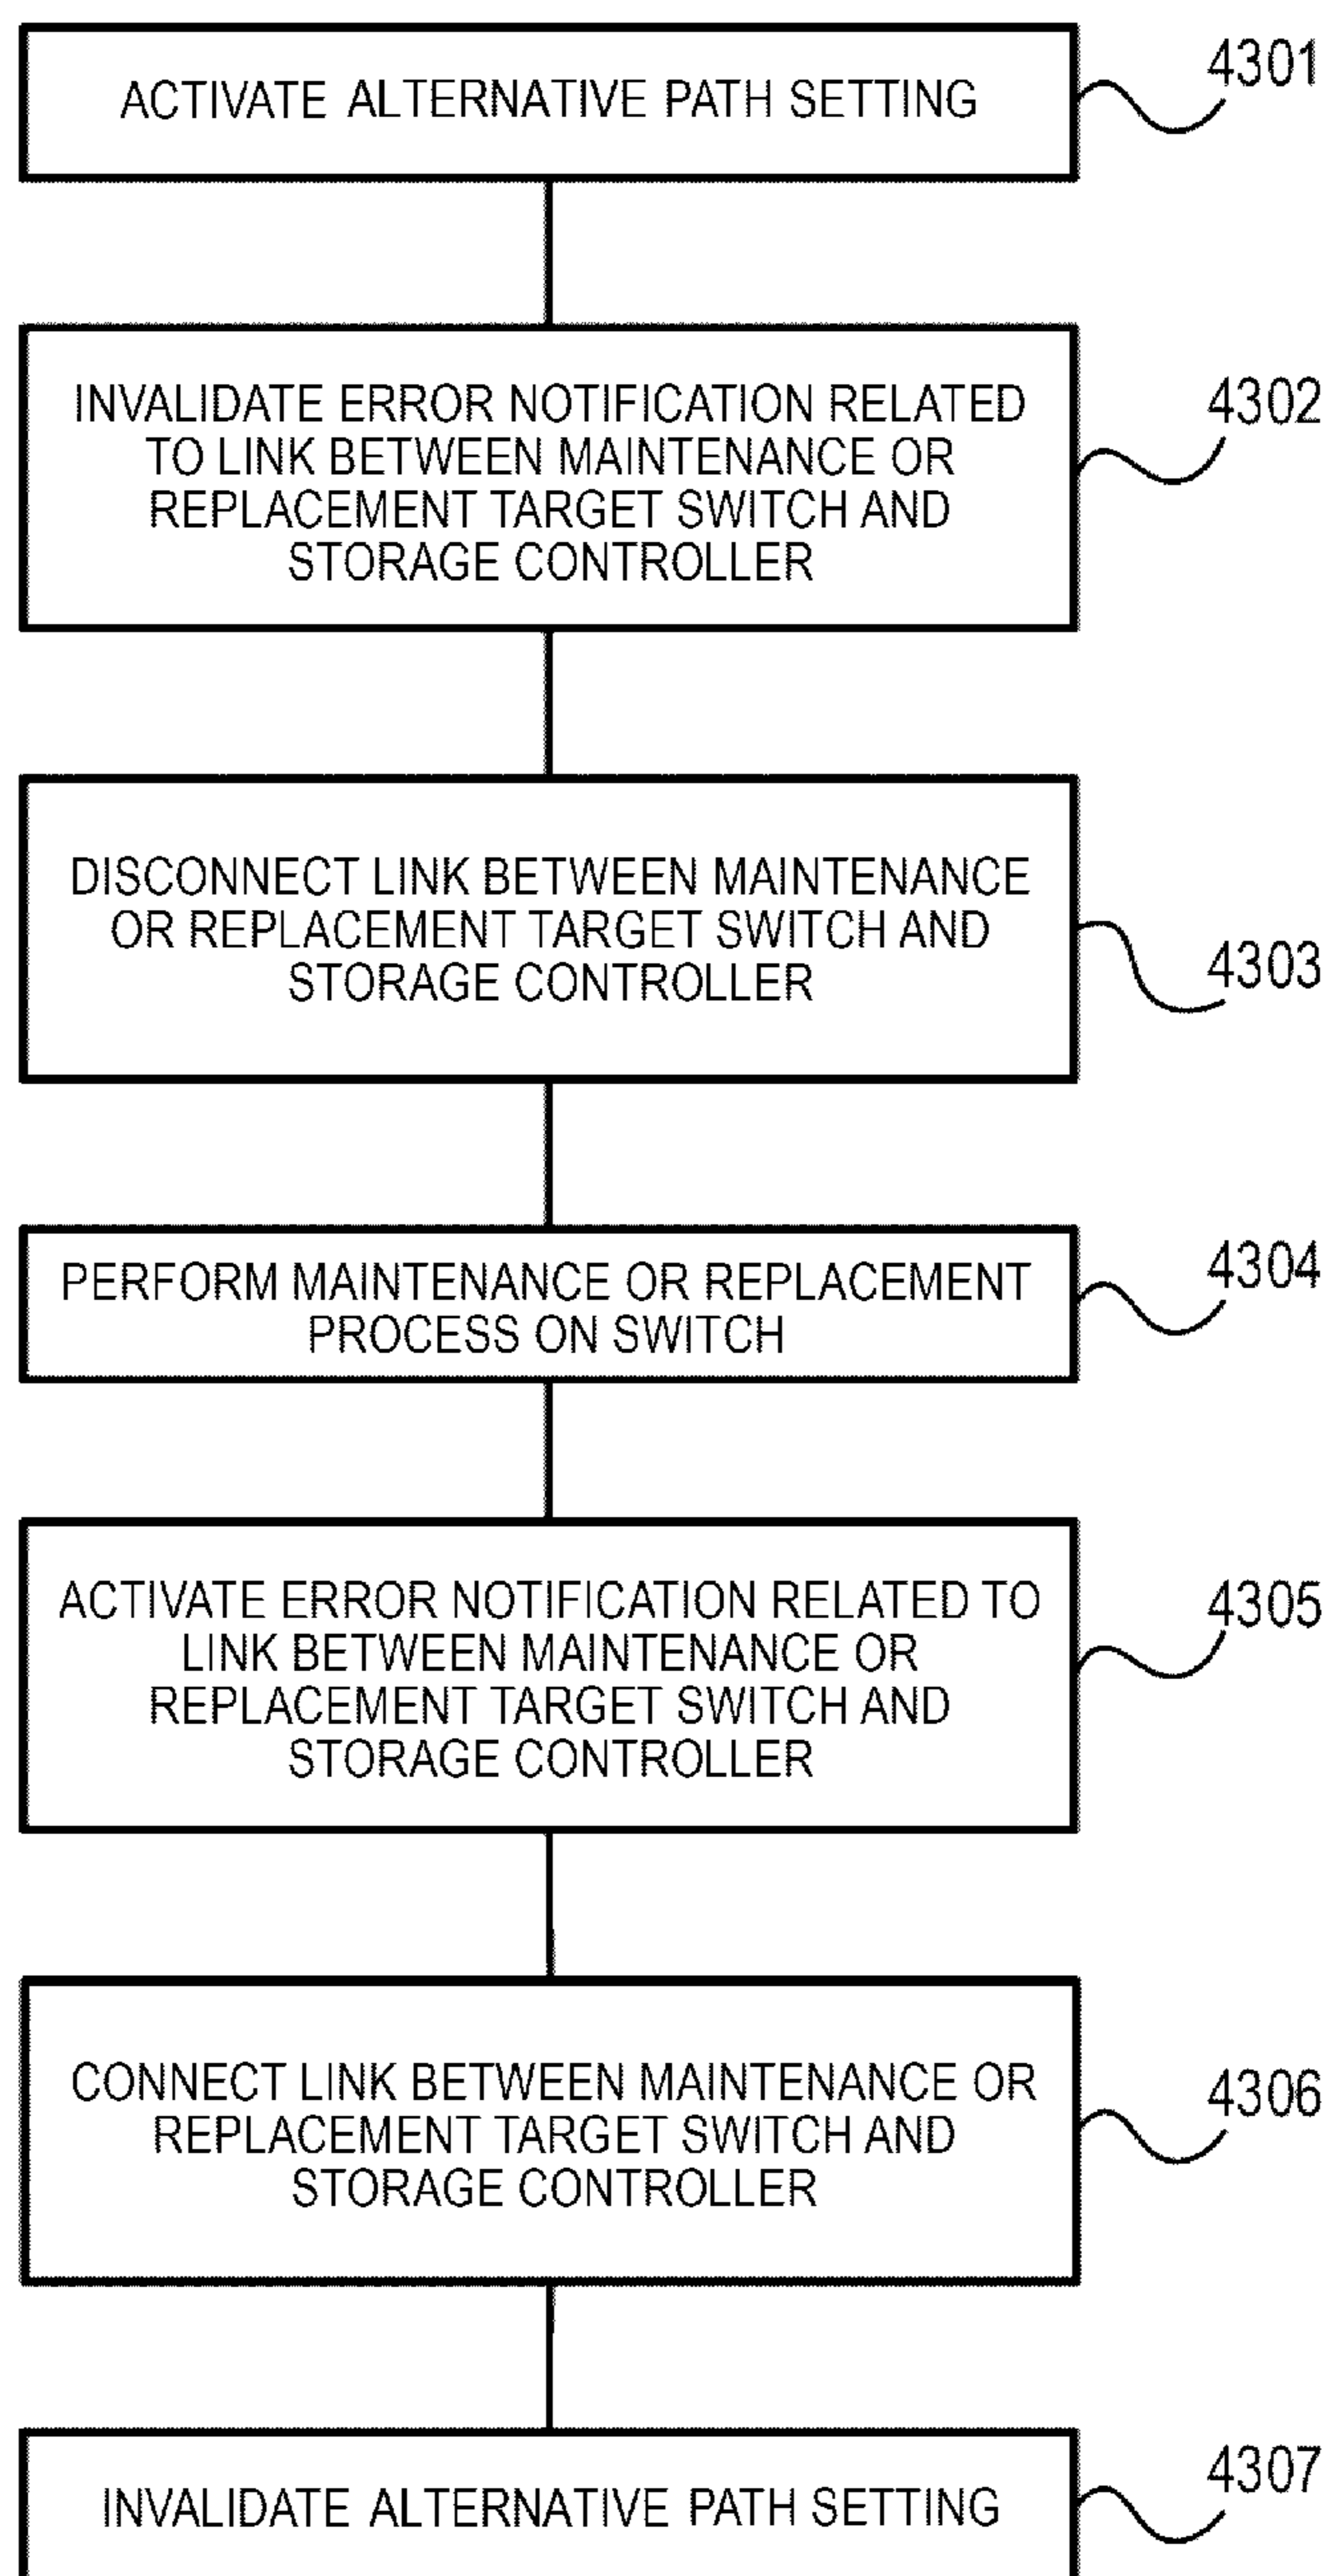 ACTIVATE ALTERNATIVE PATH SETTING
4301
INVALIDATE ERROR NOTIFICATION RELATED
TO LINK BETWEEN MAINTENANCE OR
REPLACEMENT TARGET SWITCH AND
STORAGE CONTROLLER
4302
DISCONNECT LINK BETWEEN MAINTENANCE
OR REPLACEMENT TARGET SWITCH AND
STORAGE CONTROLLER
4303
PERFORM MAINTENANCE OR REPLACEMENT
PROCESS ON SWITCH
4304
ACTIVATE ERROR NOTIFICATION RELATED TO
LINK BETWEEN MAINTENANCE OR
REPLACEMENT TARGET SWITCH AND
STORAGE CONTROLLER
4305
CONNECT LINK BETWEEN MAINTENANCE OR
REPLACEMENT TARGET SWITCH AND
STORAGE CONTROLLER
4306
INVALIDATE ALTERNATIVE PATH SETTING
4307